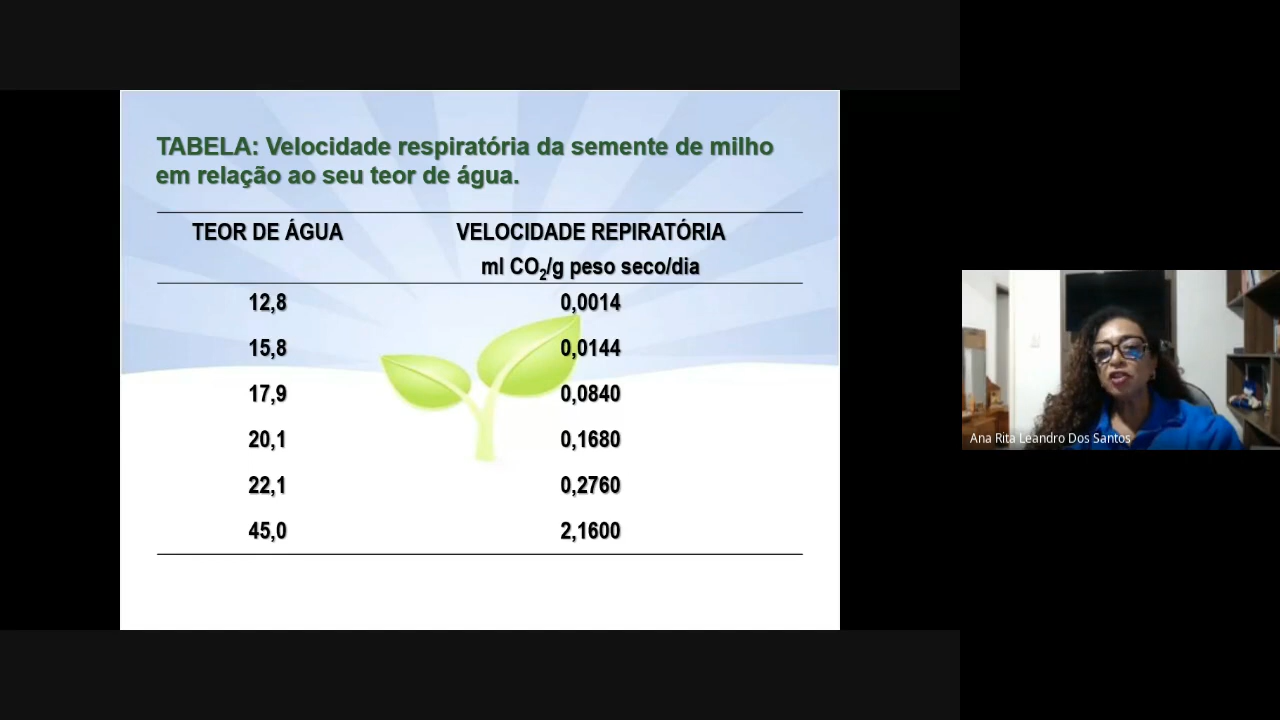 TABELA: Velocidade respiratória da semente de milho
em relação ao seu teor de água.
TEOR DE ÁGUA VELOCIDADE REPIRATÓRIA
ml CO₂/g peso seco/dia
12,8 0,0014
15,8 0,0144
17,9 0,0840
20,1 0,1680
22,1 0,2760
45,0 2,1600
Ana Rita Leandro Dos Santos